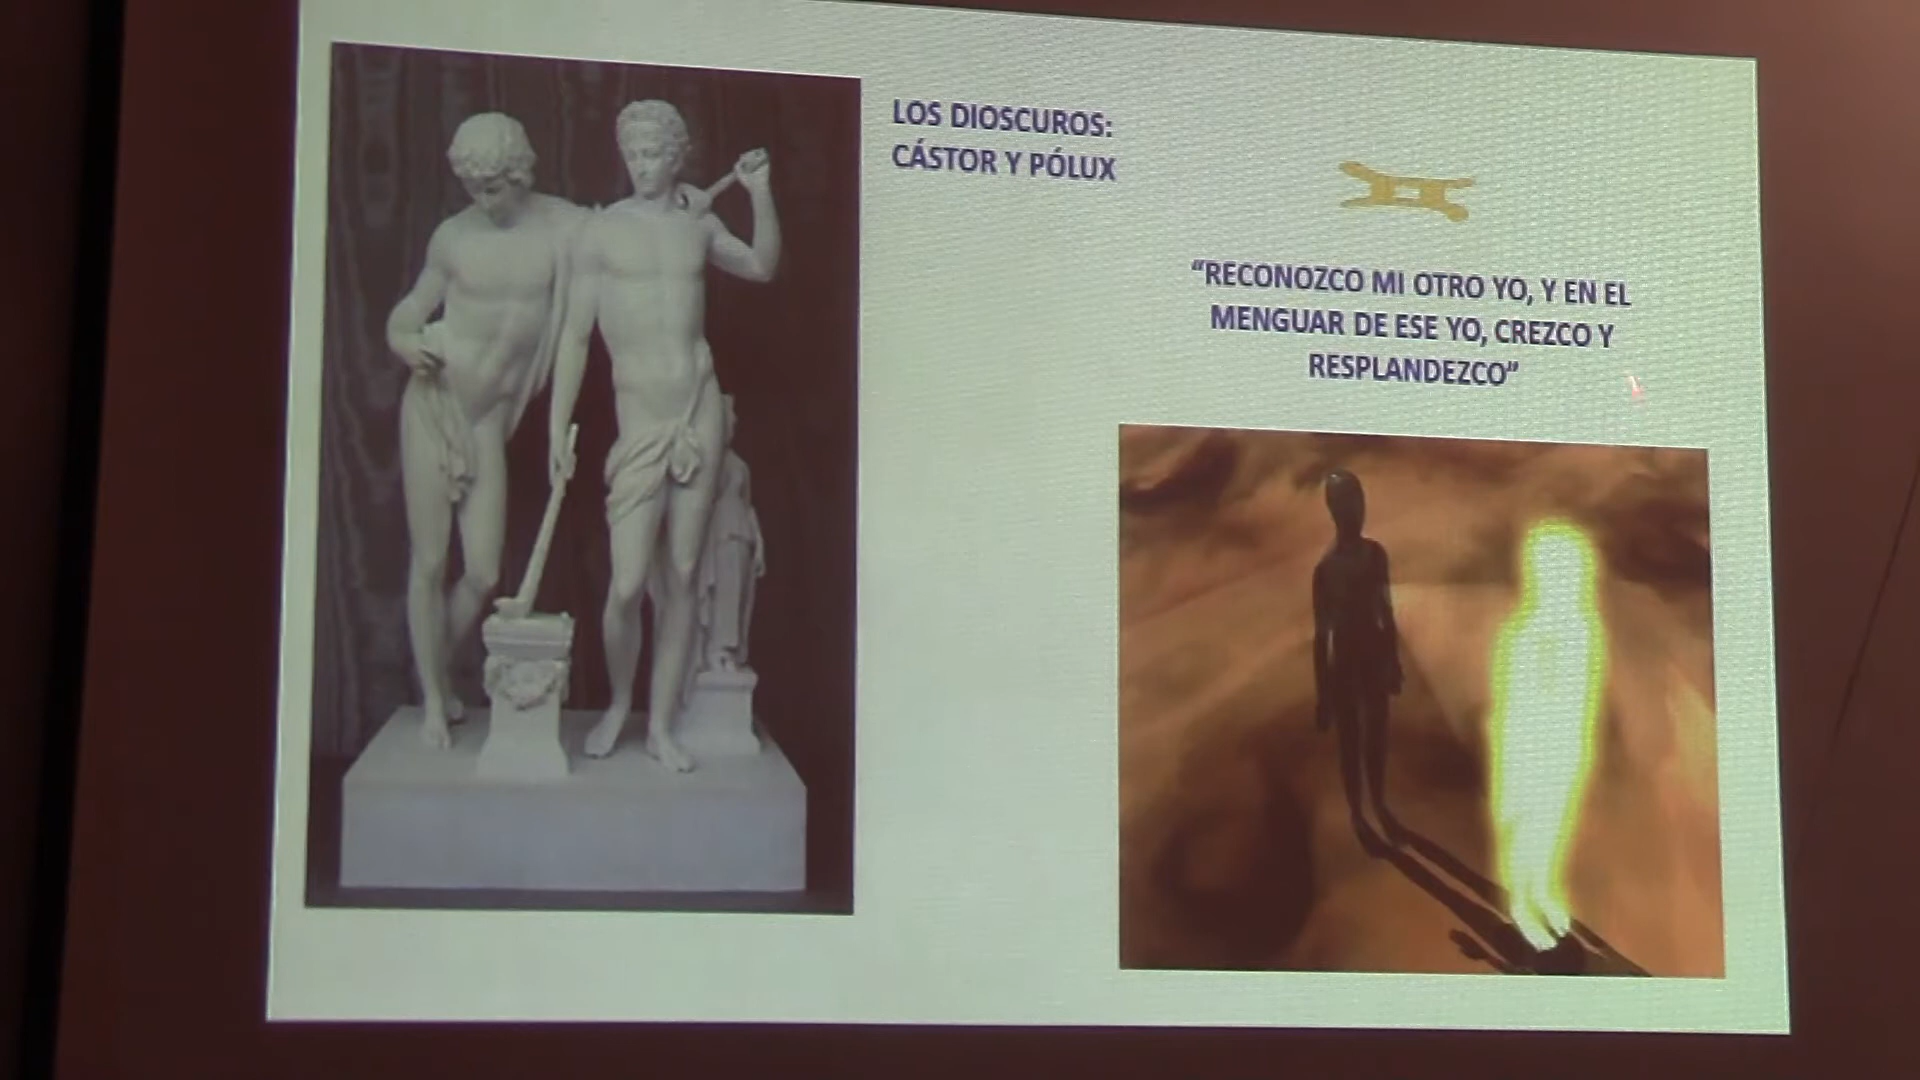 LOS DIOSCUROS:
CÁSTOR Y PÓLUX
“RECONOZCO MI OTRO YO, Y EN EL
MENGUAR DE ESE YO, CREZCO Y
RESPLANDEZCO”